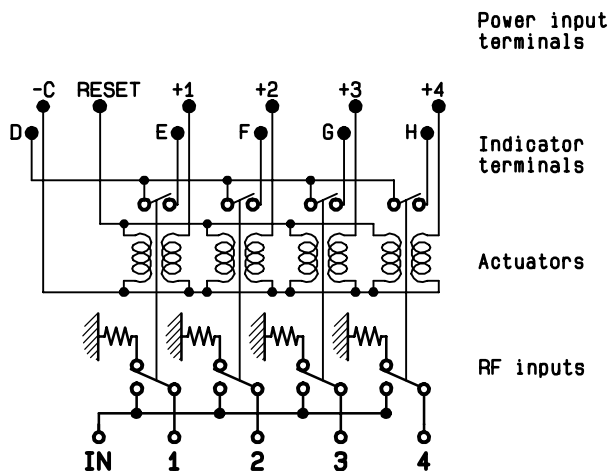 Power input
terminals
-C RESET +1 +2 +3 +4
D E F G H
Indicator
terminals
Actuators
RF inputs
IN 1 2 3 4